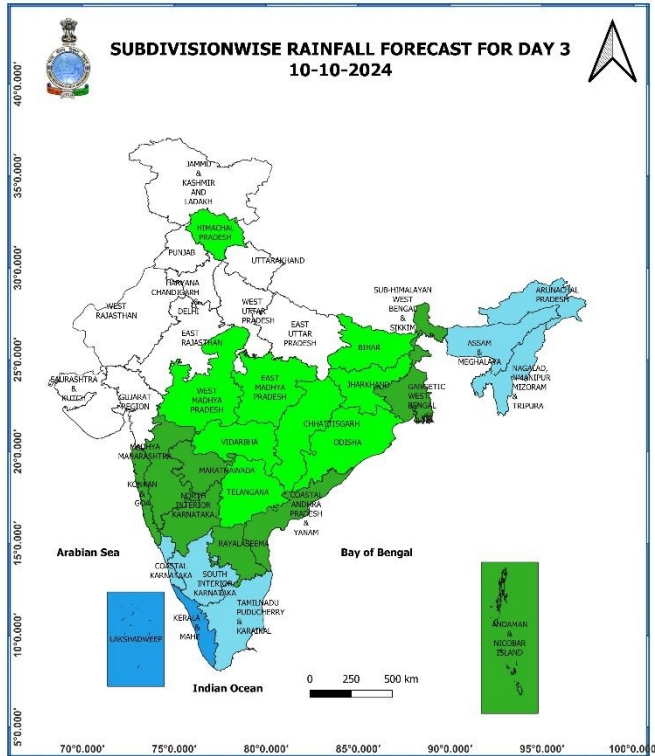 SUBDIVISIONWISE RAINFALL FORECAST FOR DAY 3
10-10-2024
40°0.000'
35°0.000'
30°0.000'
25°0.000'
20°0.000'
15°0.000'
10°0.000'
5°0.000'
JAMMU
&
KASHMIR
AND
LADAKH
HIMACHAL
PRADESH
PUNJAB
UTTARAKHAND
HARYANA
CHANDIGARH
&
DELHI
WEST
RAJASTHAN
WEST
UTTAR
PRADESH
EAST
UTTAR
PRADESH
EAST
RAJASTHAN
SUB-HIMALAYAN
WEST
BENGAL
&
SIKKIM
ARUNACHAL
PRADESH
ASSAM
&
MEGHALAYA
NAGALAD,
MANIPUR
MIZORAM
&
TRIPURA
BIHAR
JHARKHAND
GANGETIC
WEST
BENGAL
SAURASHTRA
&
KUTCH
GUJARAT
REGION
WEST
MADHYA
PRADESH
EAST
MADHYA
PRADESH
CHHATTISGARH
ODISHA
VIDARBHA
MADHYA
MAHARASHTRA
MARATHAWADA
KONKAN
&
GOA
TELANGANA
NORTH
INTERIOR
KARNATAKA
COASTAL
ANDHRA
PRADESH
&
YANAM
RAYALASEEMA
Arabian Sea
Bay of Bengal
COASTAL
KARNATAKA
SOUTH
INTERIOR
KARNATAKA
TAMILNADU
PUDUCHERRY
&
KARAIKAL
KERALA
&
MAHE
LAKSHADWEEP
ANDAMAN
&
NICOBAR
ISLAND
Indian Ocean
0 250 500 km
70°0.000' 75°0.000' 80°0.000' 85°0.000' 90°0.000' 95°0.000' 100°0.000'